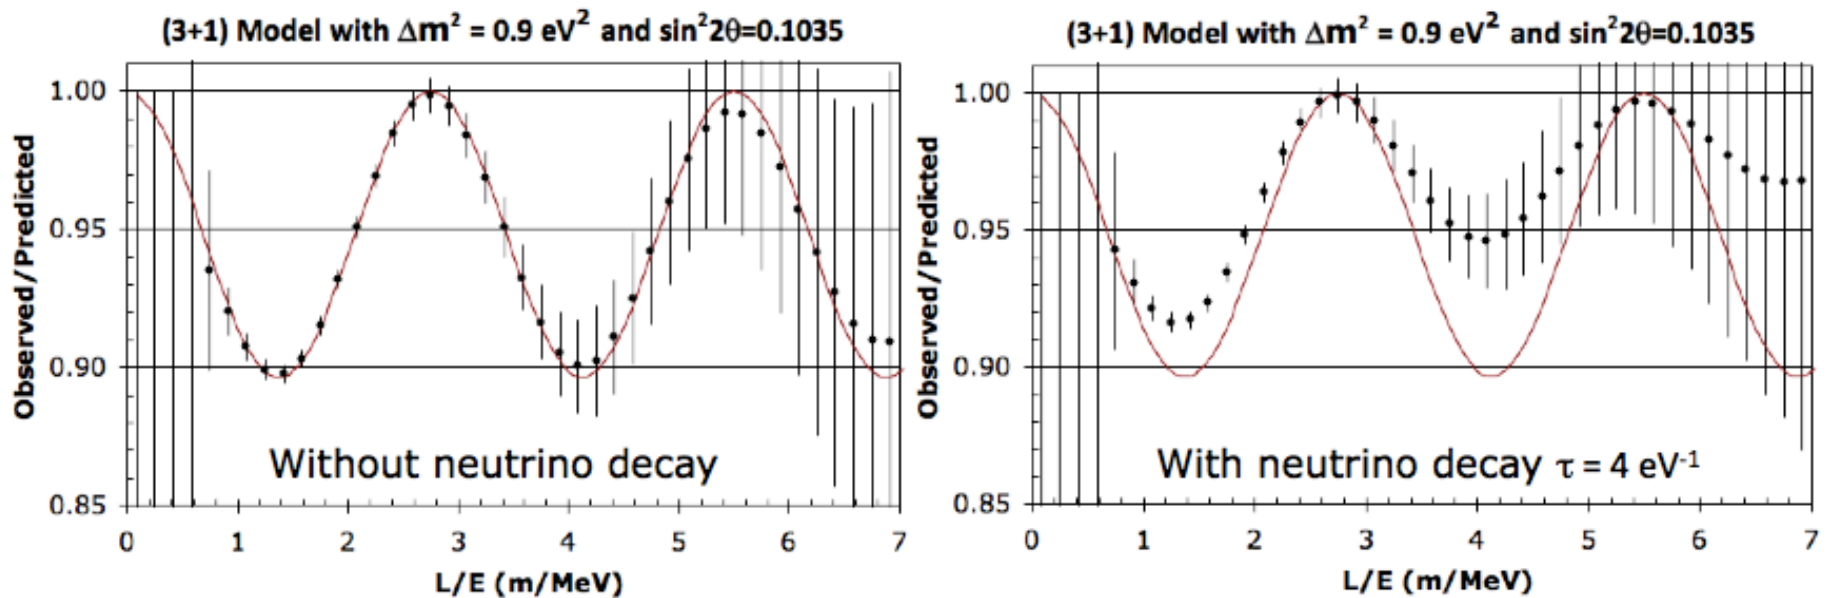 (3+1) Model with Δm² = 0.9 eV² and sin²2θ=0.1035
Observed/Predicted
1.00
0.95
0.90
0.85
Without neutrino decay
0 1 2 3 4 5 6 7
L/E (m/MeV)
(3+1) Model with Δm² = 0.9 eV² and sin²2θ=0.1035
Observed/Predicted
1.00
0.95
0.90
0.85
With neutrino decay τ = 4 eV⁻¹
0 1 2 3 4 5 6 7
L/E (m/MeV)